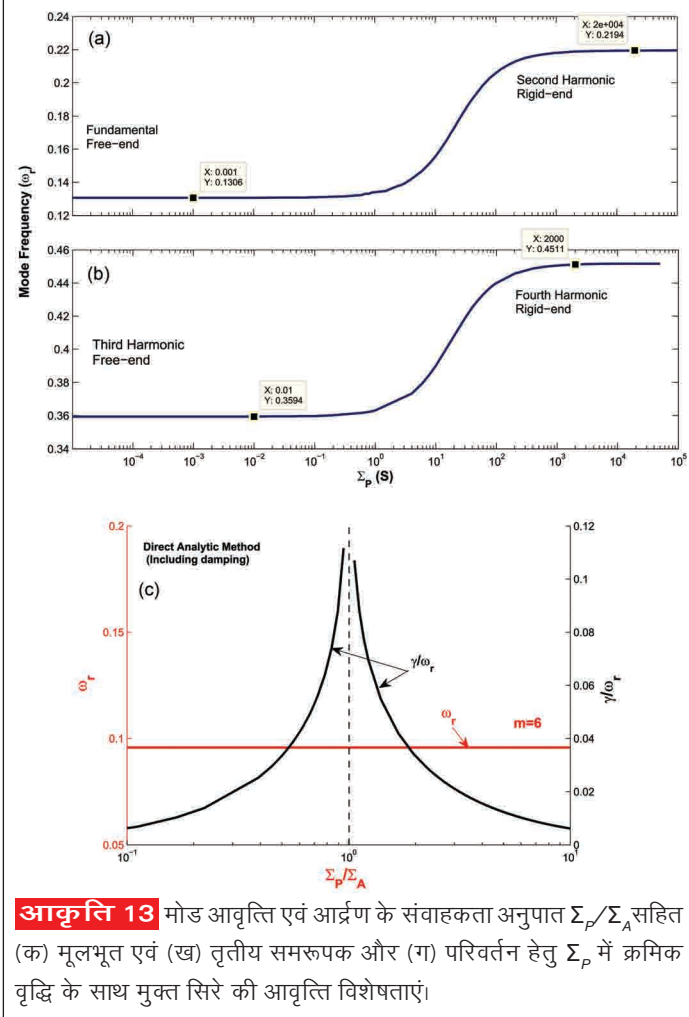 0.24
(a)
X: 2e+004
Y: 0.2194
0.22
0.2
Second Harmonic
Rigid−end
0.18
Fundamental
Free−end
0.16
X: 0.001
Y: 0.1306
0.14
0.12
Mode Frequency (ωr)
0.46
(b)
X: 2000
Y: 0.4511
0.44
0.42
Fourth Harmonic
Rigid−end
0.4
Third Harmonic
Free−end
0.38
X: 0.01
Y: 0.3594
0.36
0.34
10−4 10−3 10−2 10−1 100 101 102 103 104 105
ΣP (S)
0.2 0.12
Direct Analytic Method
(Including damping)
0.1
(c)
0.15 0.08
γ/ωr
ωr 0.06 γ/ωr
ωr m=6
0.1 0.04
0.02
0.05 0
10−1 100 101
ΣP/ΣA
आकृति 13 मोड आवृत्ति एवं आर्द्रण के संवाहकता अनुपात ΣP/ΣAसहित
(क) मूलभूत एवं (ख) तृतीय समरूपक और (ग) परिवर्तन हेतु ΣP में क्रमिक
वृद्धि के साथ मुक्त सिरे की आवृत्ति विशेषताएं।